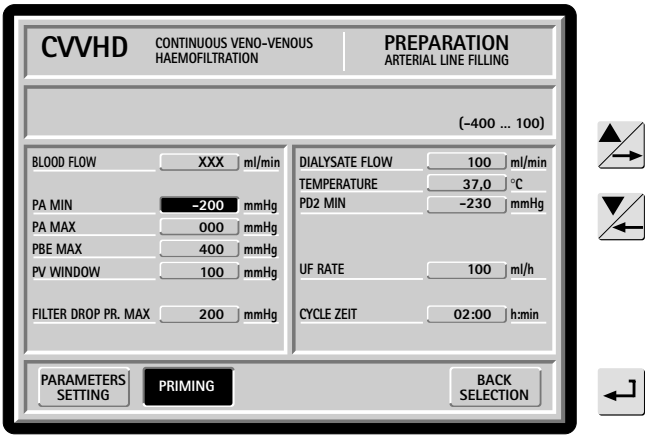 CVVHD
CONTINUOUS VENO-VENOUS
HAEMOFILTRATION
PREPARATION
ARTERIAL LINE FILLING
(-400 ... 100)
BLOOD FLOW XXX ml/min
PA MIN -200 mmHg
PA MAX 000 mmHg
PBE MAX 400 mmHg
PV WINDOW 100 mmHg
FILTER DROP PR. MAX 200 mmHg
DIALYSATE FLOW 100 ml/min
TEMPERATURE 37,0 °C
PD2 MIN -230 mmHg
UF RATE 100 ml/h
CYCLE ZEIT 02:00 h:min
PARAMETERS
SETTING
PRIMING
BACK
SELECTION